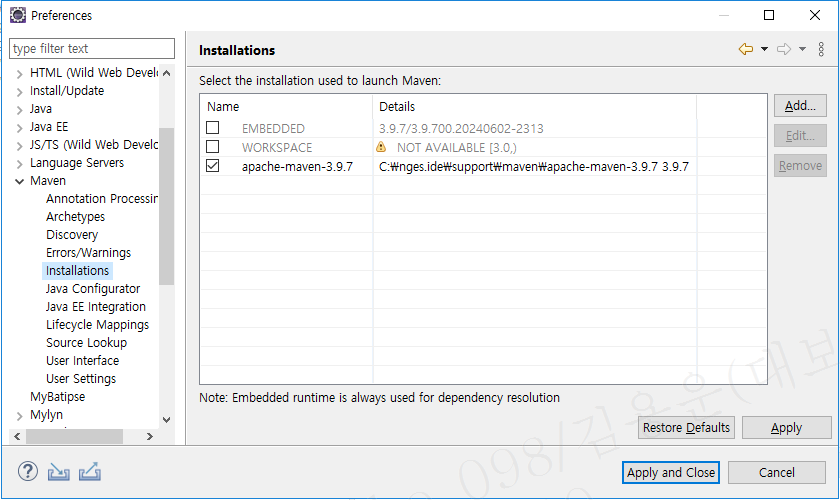 Preferences
type filter text
HTML (Wild Web Develo
Install/Update
Java
Java EE
JS/TS (Wild Web Develo
Language Servers
Maven
Annotation Processin
Archetypes
Discovery
Errors/Warnings
Installations
Java Configurator
Java EE Integration
Lifecycle Mappings
Source Lookup
User Interface
User Settings
MyBatipse
Mylyn
Installations
Select the installation used to launch Maven:
Name Details
EMBEDDED 3.9.7/3.9.700.20240602-2313
WORKSPACE NOT AVAILABLE [3.0,)
apache-maven-3.9.7 C:₩nges.ide₩support₩maven₩apache-maven-3.9.7 3.9.7
Add...
Edit...
Remove
Note: Embedded runtime is always used for dependency resolution
Restore Defaults Apply
Apply and Close Cancel
098/김용윤(대보